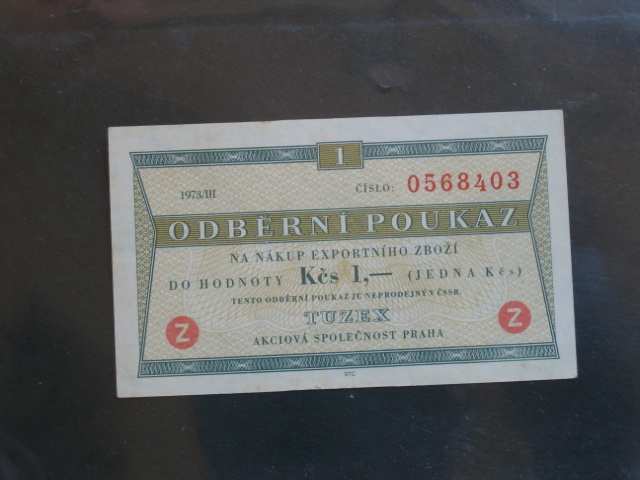 1
1973/III
ČÍSLO: 0568403
ODBĚRNÍ POUKAZ
NA NÁKUP EXPORTNÍHO ZBOŽÍ
DO HODNOTY Kčs 1,— (JEDNA Kčs)
TENTO ODBĚRNÍ POUKAZ JE NEPRODEJNÝ V ČSSR.
Z TUZEX Z
AKCIOVÁ SPOLEČNOST PRAHA